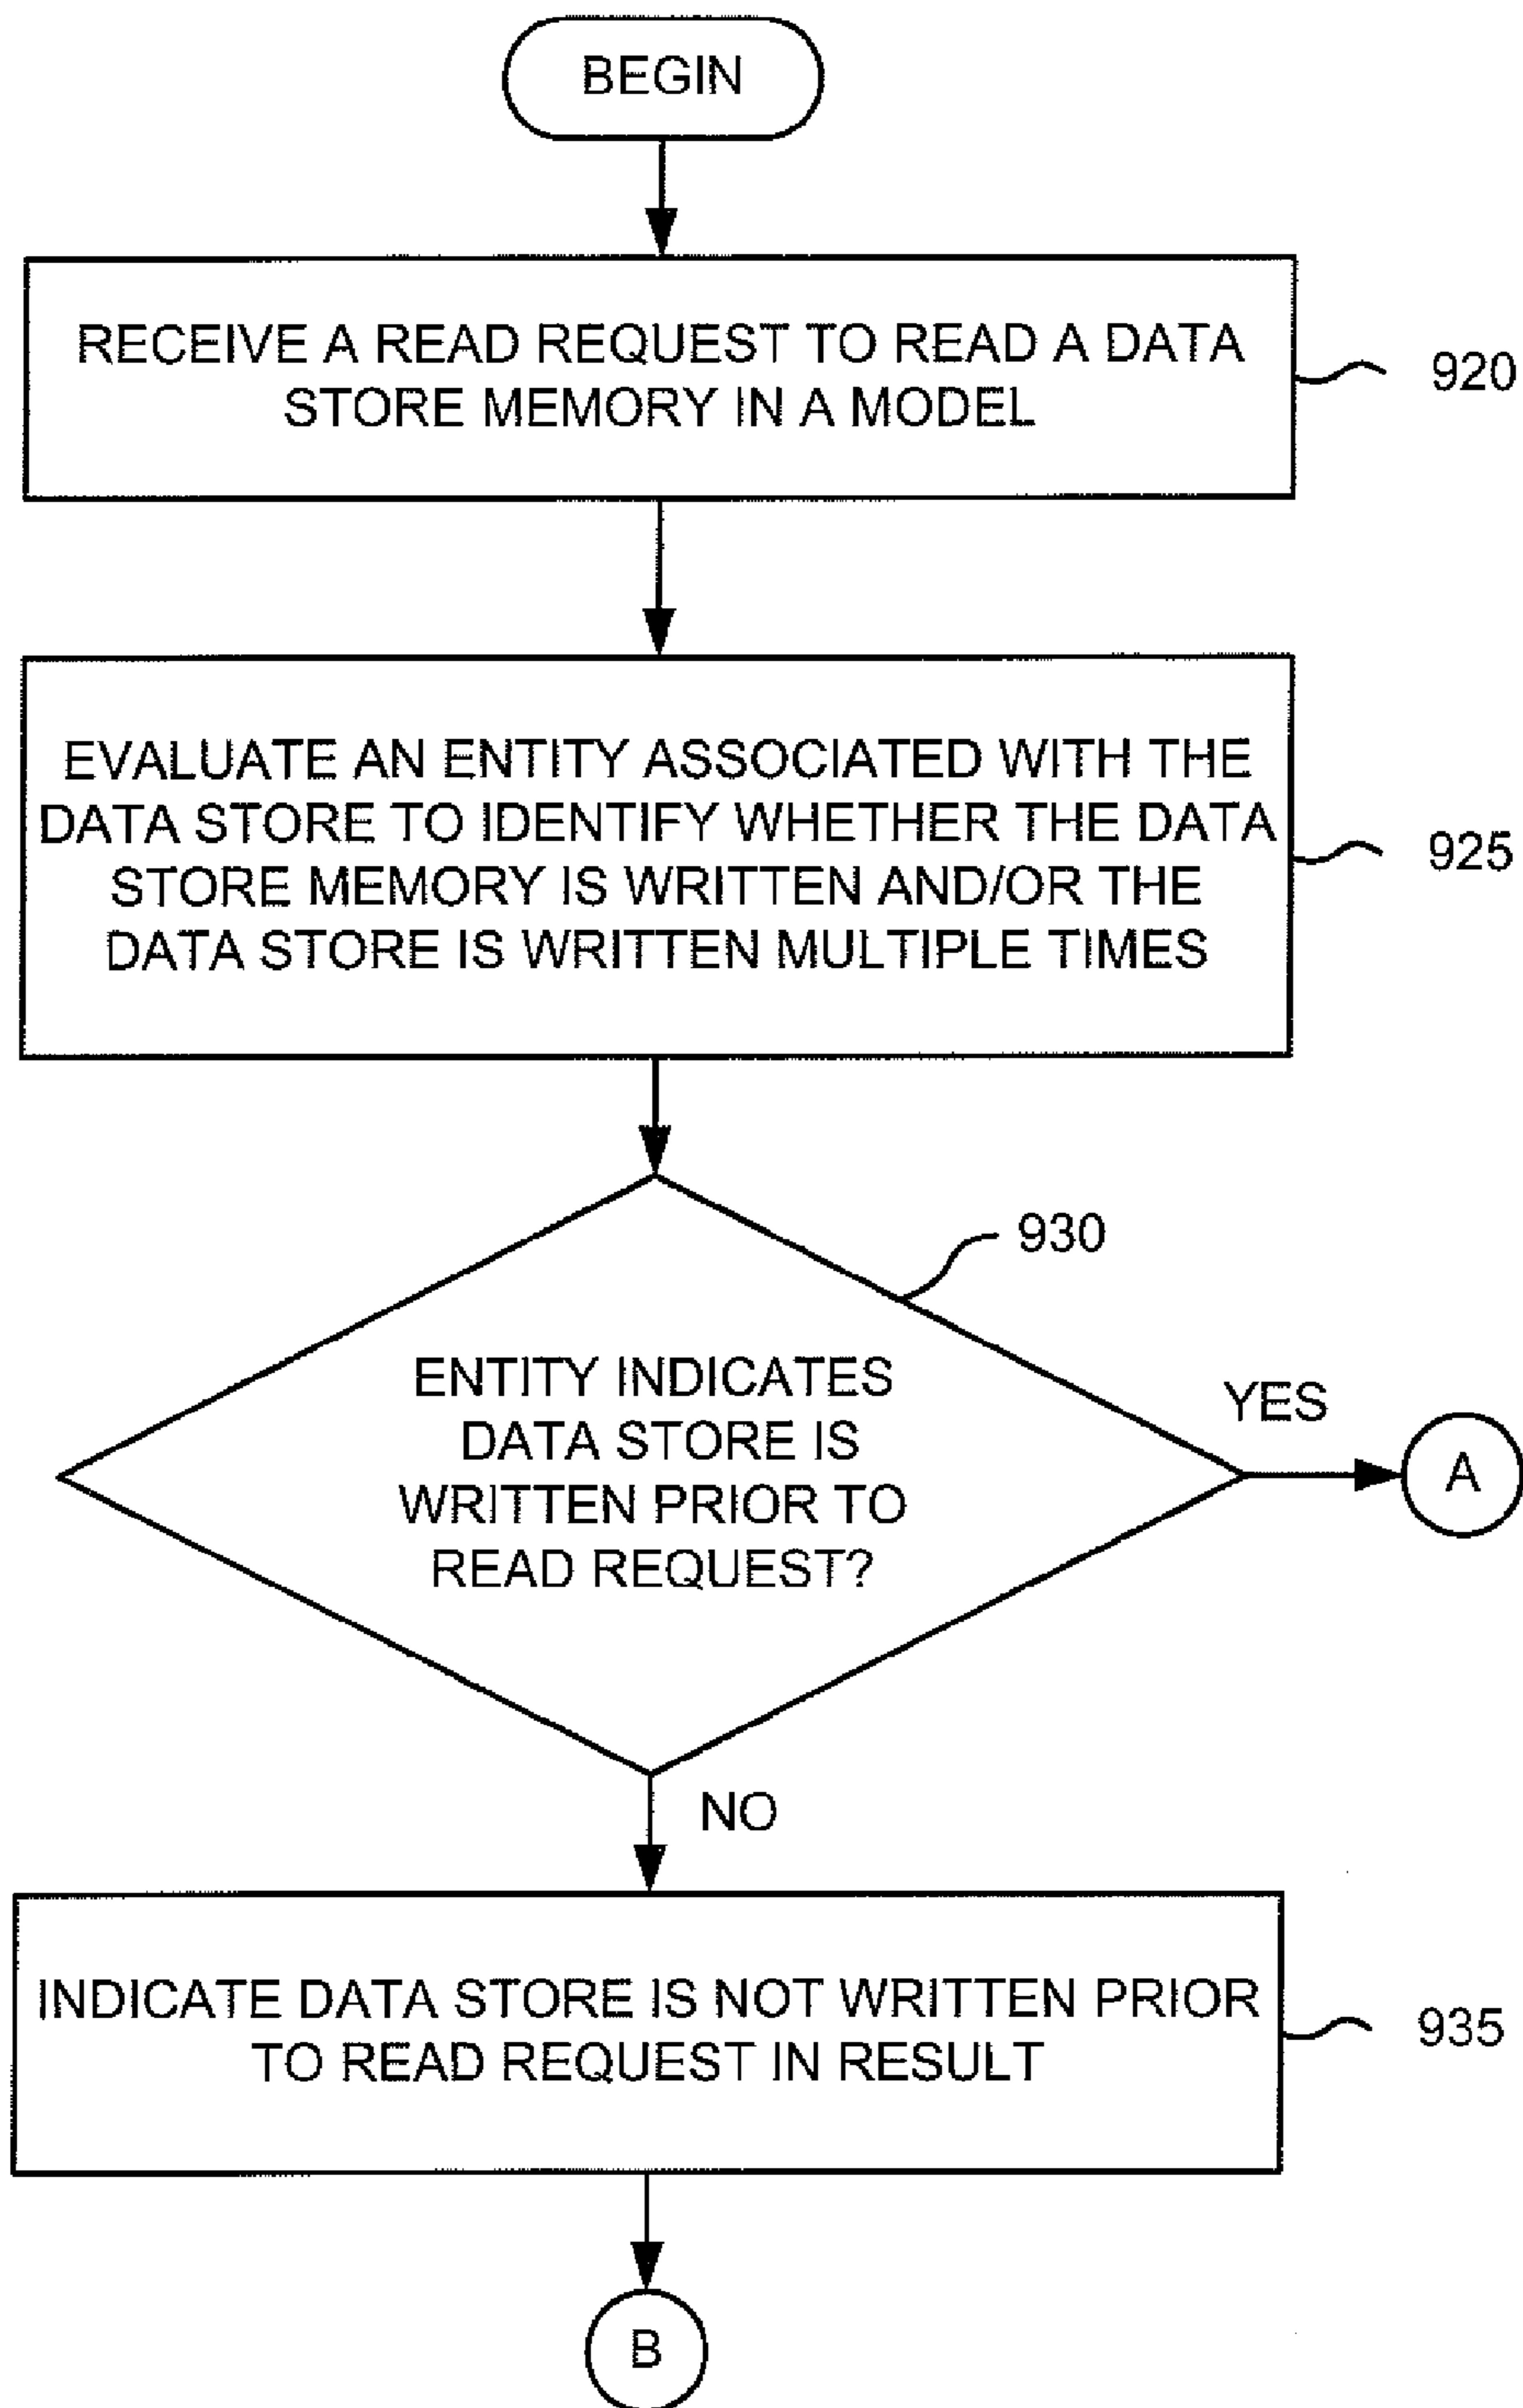 BEGIN
RECEIVE A READ REQUEST TO READ A DATA
STORE MEMORY IN A MODEL
920
EVALUATE AN ENTITY ASSOCIATED WITH THE
DATA STORE TO IDENTIFY WHETHER THE DATA
STORE MEMORY IS WRITTEN AND/OR THE
DATA STORE IS WRITTEN MULTIPLE TIMES
925
930
ENTITY INDICATES
DATA STORE IS
WRITTEN PRIOR TO
READ REQUEST?
YES
A
NO
INDICATE DATA STORE IS NOT WRITTEN PRIOR
TO READ REQUEST IN RESULT
935
B